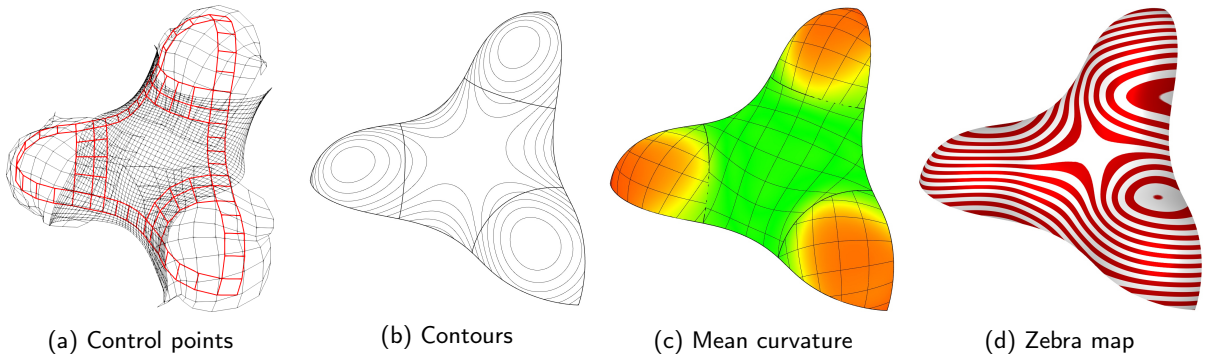 (a) Control points
(b) Contours
(c) Mean curvature
(d) Zebra map